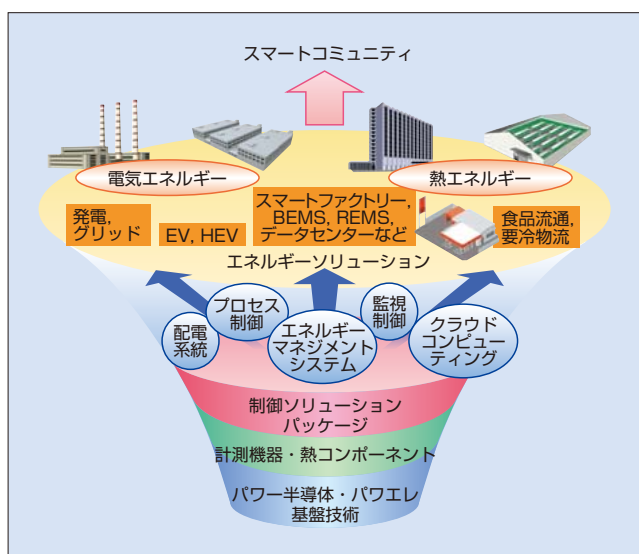 スマートコミュニティ
電気エネルギー
熱エネルギー
発電,
グリッド
EV, HEV
スマートファクトリー,
BEMS, REMS,
データセンターなど
食品流通,
要冷物流
エネルギーソリューション
配電
系統
プロセス
制御
エネルギー
マネジメント
システム
監視
制御
クラウド
コンピュー
ティング
制御ソリューション
パッケージ
計測機器・熱コンポーネント
パワー半導体・パワエレ
基盤技術